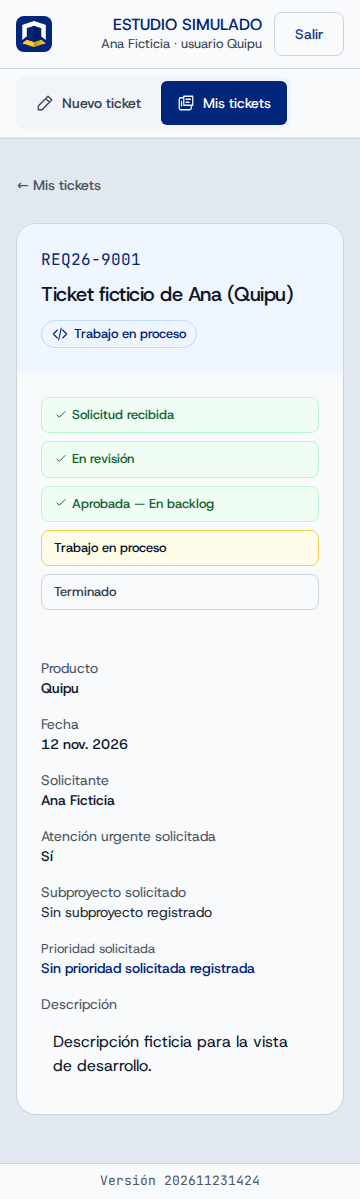 ESTUDIO SIMULADO
Ana Ficticia · usuario Quipu
Salir
Nuevo ticket
Mis tickets
← Mis tickets
REQ26-9001
Ticket ficticio de Ana (Quipu)
Trabajo en proceso
Solicitud recibida
En revisión
Aprobada — En backlog
Trabajo en proceso
Terminado
Producto
Quipu
Fecha
12 nov. 2026
Solicitante
Ana Ficticia
Atención urgente solicitada
Sí
Subproyecto solicitado
Sin subproyecto registrado
Prioridad solicitada
Sin prioridad solicitada registrada
Descripción
Descripción ficticia para la vista
de desarrollo.
Versión 202611231424